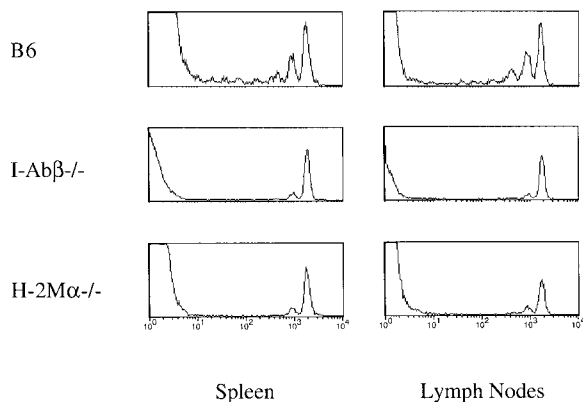 B6
I-Abβ-/-
H-2Mα-/-
10⁰ 10¹ 10² 10³ 10⁴
10⁰ 10¹ 10² 10³ 10⁴
Spleen
Lymph Nodes